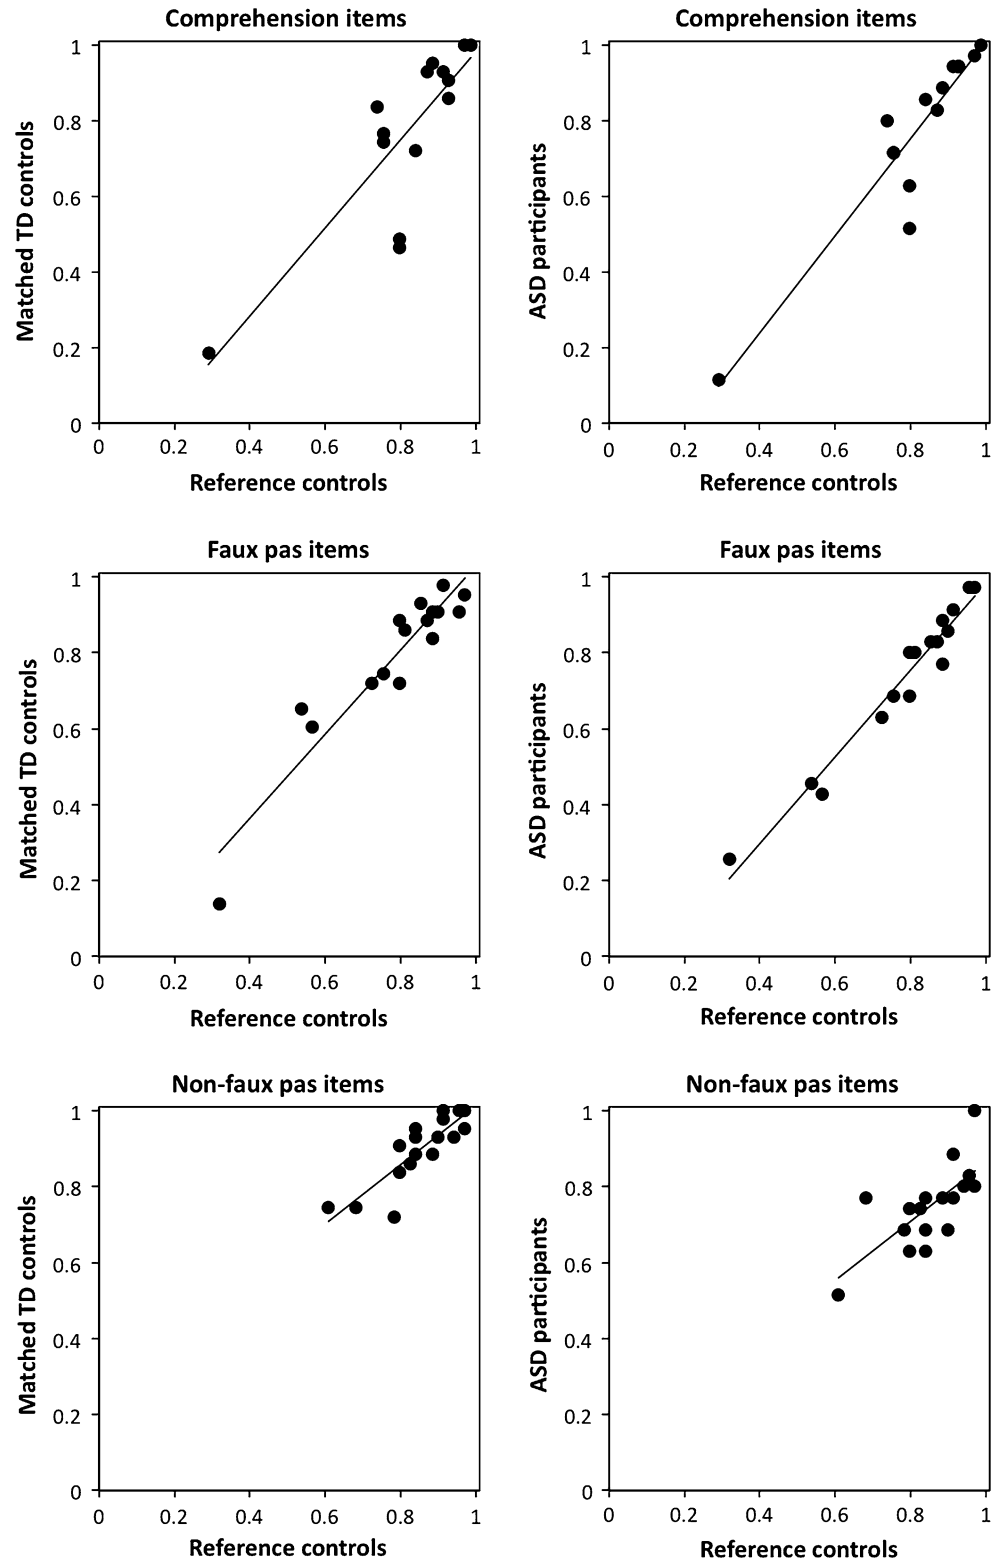 Comprehension items
Matched TD controls
1
0.8
0.6
0.4
0.2
0
0 0.2 0.4 0.6 0.8 1
Reference controls
Comprehension items
ASD participants
1
0.8
0.6
0.4
0.2
0
0 0.2 0.4 0.6 0.8 1
Reference controls
Faux pas items
Matched TD controls
1
0.8
0.6
0.4
0.2
0
0 0.2 0.4 0.6 0.8 1
Reference controls
Faux pas items
ASD participants
1
0.8
0.6
0.4
0.2
0
0 0.2 0.4 0.6 0.8 1
Reference controls
Non-faux pas items
Matched TD controls
1
0.8
0.6
0.4
0.2
0
0 0.2 0.4 0.6 0.8 1
Reference controls
Non-faux pas items
ASD participants
1
0.8
0.6
0.4
0.2
0
0 0.2 0.4 0.6 0.8 1
Reference controls